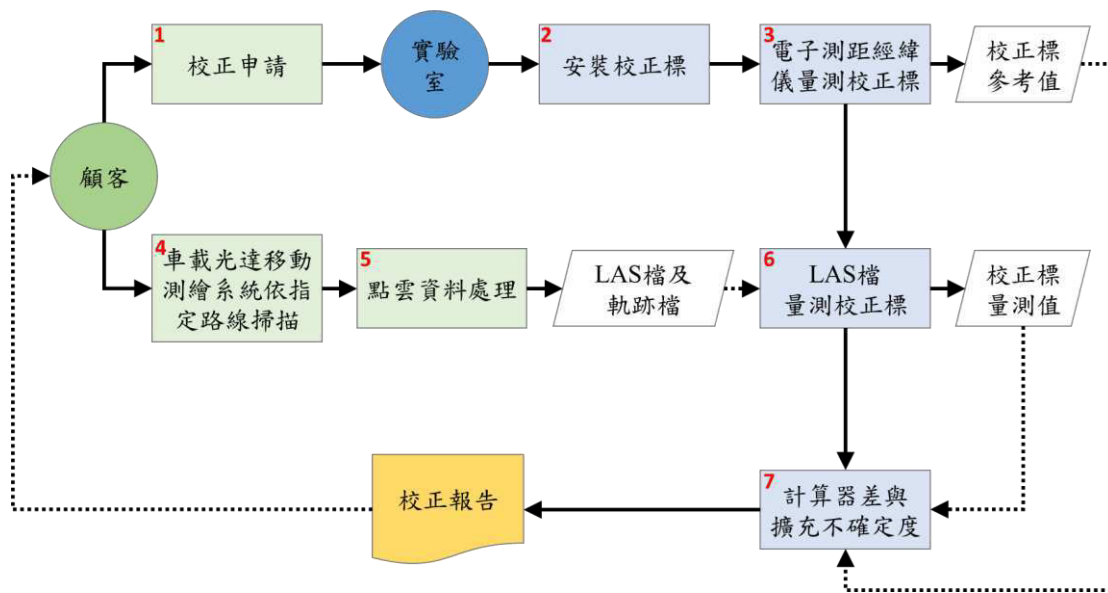 1
校正申請
實驗
室
2
安裝校正標
3
電子測距經緯
儀量測校正標
校正標
參考值
顧客
4
車載光達移動
測繪系統依指
定路線掃描
5
點雲資料處理
LAS檔及
軌跡檔
6
LAS檔
量測校正標
校正標
量測值
校正報告
7
計算器差與
擴充不確定度